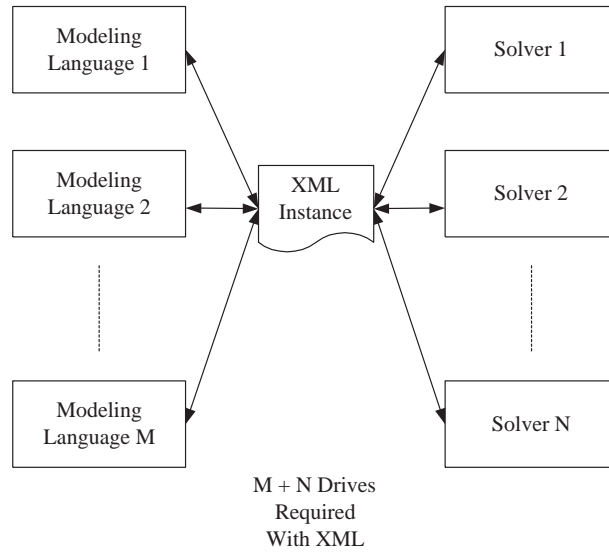 Modeling
Language 1
Solver 1
Modeling
Language 2
XML
Instance
Solver 2
Modeling
Language M
Solver N
M + N Drives
Required
With XML